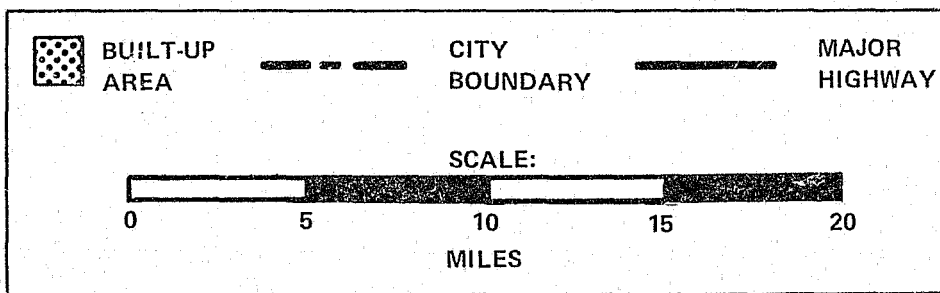 BUILT-UP AREA
CITY BOUNDARY
MAJOR HIGHWAY
SCALE:
0 5 10 15 20
MILES